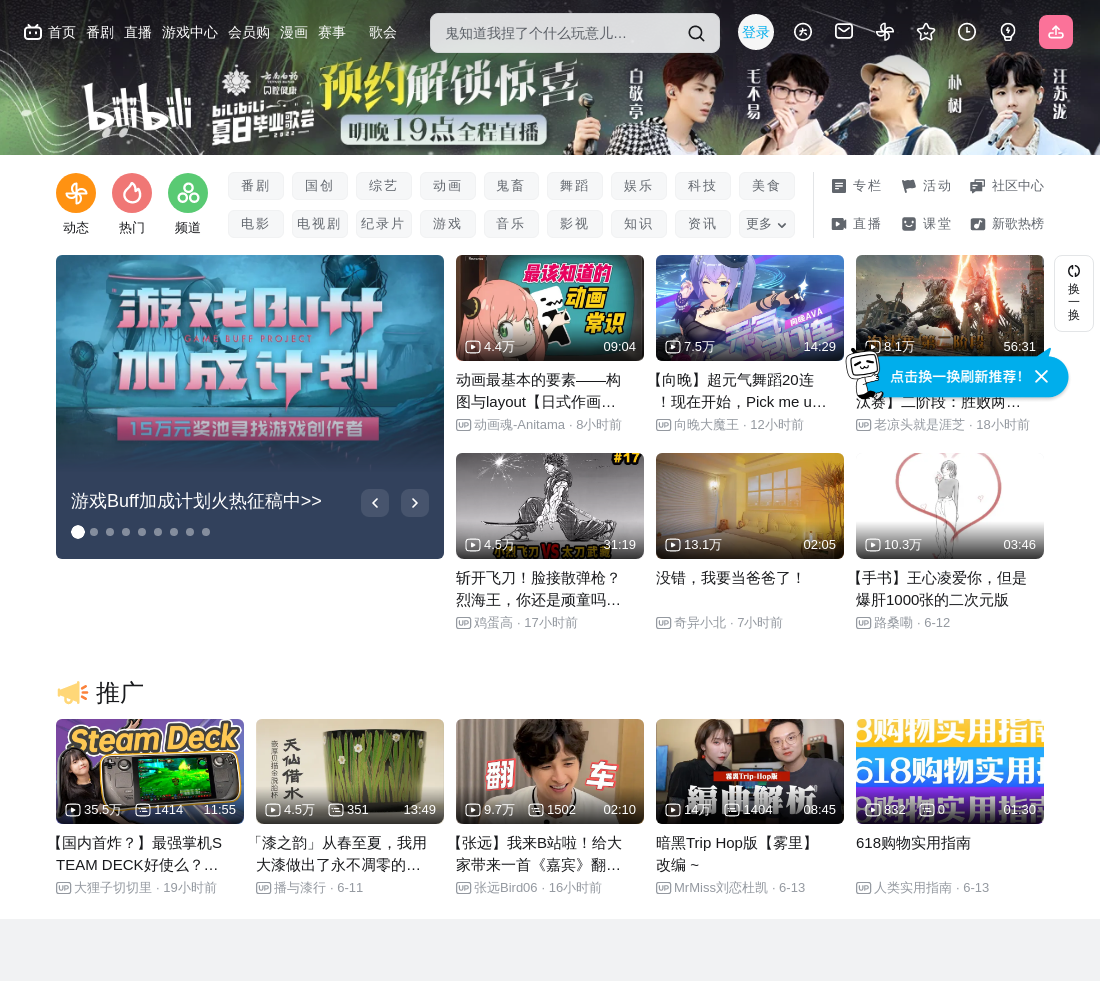 首页 番剧 直播 游戏中心 会员购 漫画 赛事 歌会
鬼知道我捏了个什么玩意儿…
登录
bilibili
云南白药
口腔健康
bilibili
夏日毕业歌会
预约解锁惊喜
明晚19点全程直播
白敬亭
毛不易
朴树
汪苏泷
动态 热门 频道
番剧 国创 综艺 动画 鬼畜 舞蹈 娱乐 科技 美食
电影 电视剧 纪录片 游戏 音乐 影视 知识 资讯 更多
专栏 活动 社区中心
直播 课堂 新歌热榜
游戏Buff
GAME BUFF PROJECT
加成计划
15万元奖池寻找游戏创作者
游戏Buff加成计划火热征稿中>>
最该知道的
动画
常识
4.4万 09:04
动画最基本的要素——构
图与layout【日式作画…
UP 动画魂-Anitama · 8小时前
向晚AVA
7.5万 14:29
【向晚】超元气舞蹈20连
！现在开始，Pick me u…
UP 向晚大魔王 · 12小时前
8.1万 56:31
点击换一换刷新推荐！
汰赛】二阶段：胜败两…
UP 老凉头就是涯芝 · 18小时前
换一换
#17
4.5万 31:19
斩开飞刀！脸接散弹枪？
烈海王，你还是顽童吗…
UP 鸡蛋高 · 17小时前
13.1万 02:05
没错，我要当爸爸了！
UP 奇异小北 · 7小时前
10.3万 03:46
【手书】王心凌爱你，但是
爆肝1000张的二次元版
UP 路桑嘞 · 6-12
推广
Steam Deck
35.5万 1414 11:55
【国内首炸？】最强掌机S
TEAM DECK好使么？…
UP 大狸子切切里 · 19小时前
天仙借水
4.5万 351 13:49
「漆之韵」从春至夏，我用
大漆做出了永不凋零的…
UP 播与漆行 · 6-11
翻 车
9.7万 1502 02:10
【张远】我来B站啦！给大
家带来一首《嘉宾》翻…
UP 张远Bird06 · 16小时前
雾里Trip-Hop版
编曲解析
14万 1404 08:45
暗黑Trip Hop版【雾里】
改编 ~
UP MrMiss刘恋杜凯 · 6-13
618购物实用指南
832 0 01:30
618购物实用指南
UP 人类实用指南 · 6-13